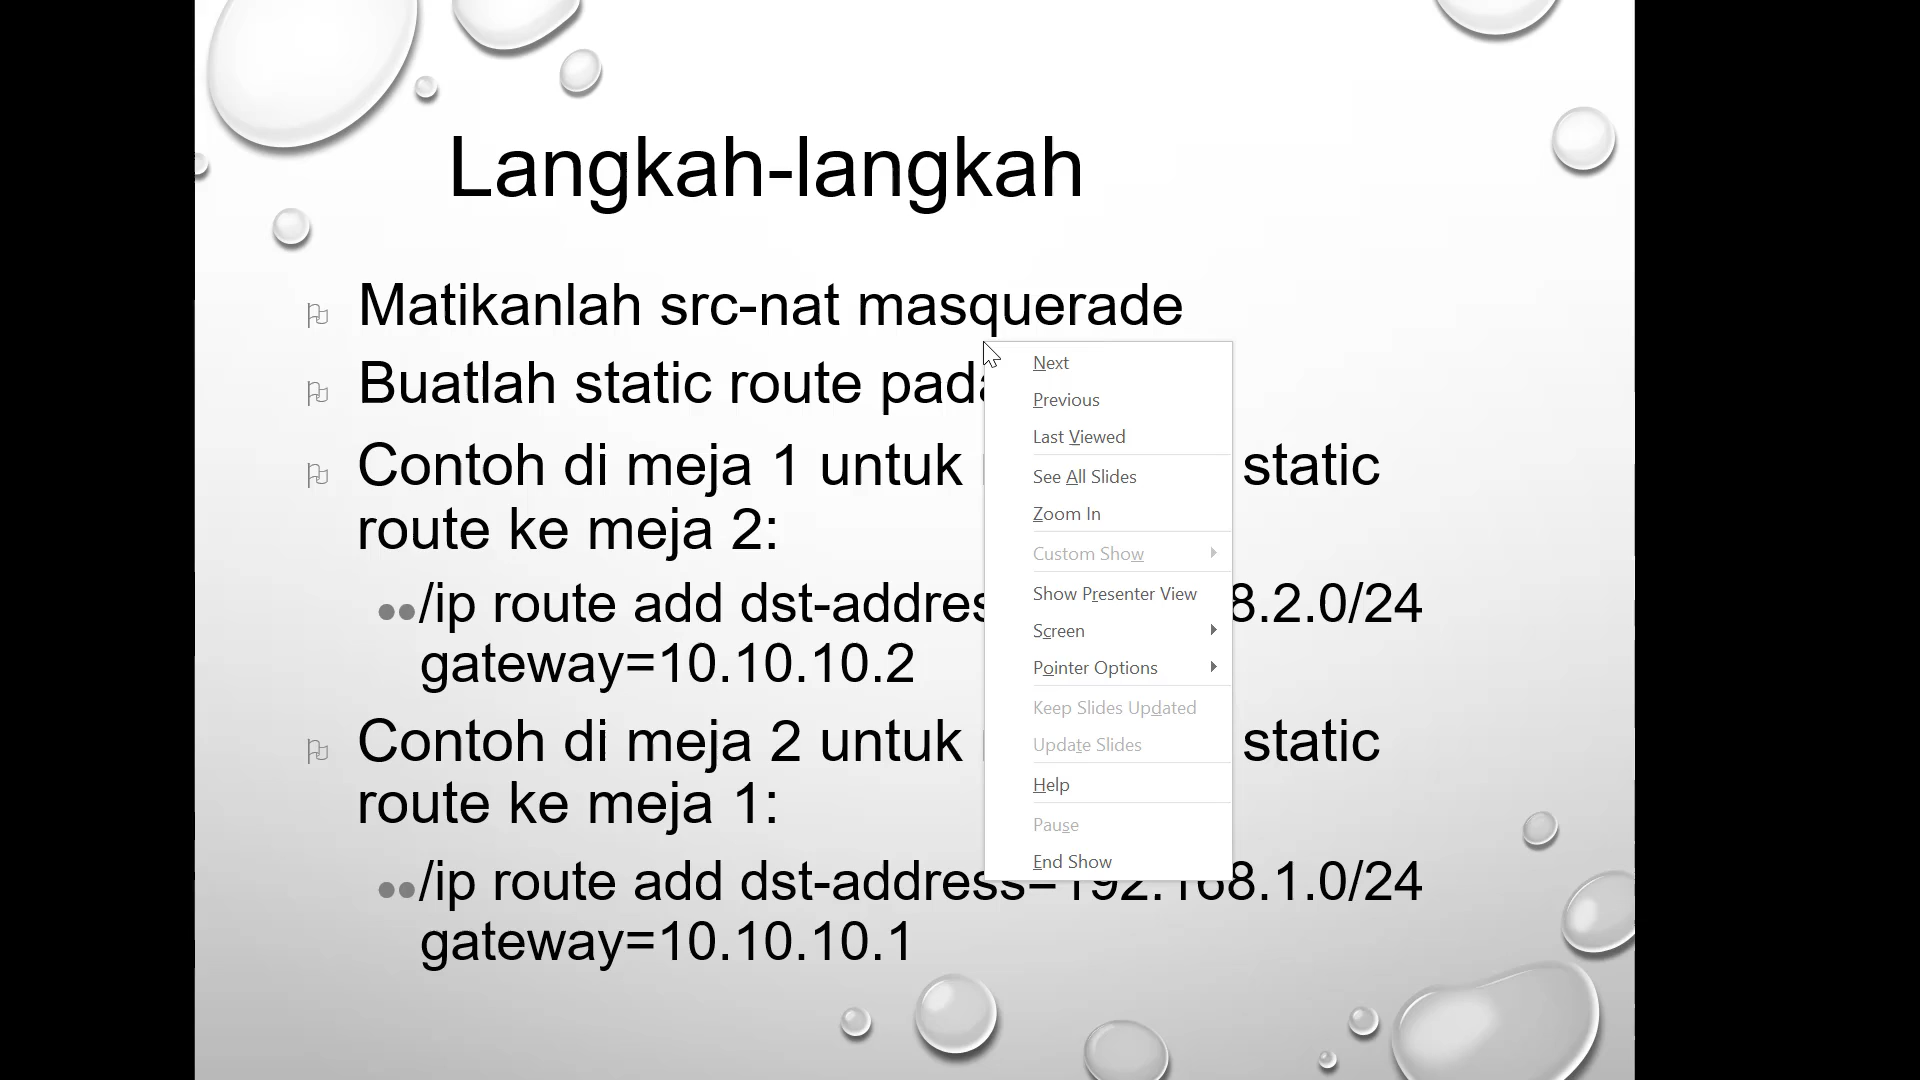 Langkah-langkah
Matikanlah src-nat masquerade
Buatlah static route pada
Contoh di meja 1 untuk static
route ke meja 2:
/ip route add dst-addres 8.2.0/24
gateway=10.10.10.2
Contoh di meja 2 untuk static
route ke meja 1:
/ip route add dst-address=192.168.1.0/24
gateway=10.10.10.1
Next
Previous
Last Viewed
See All Slides
Zoom In
Custom Show
Show Presenter View
Screen
Pointer Options
Keep Slides Updated
Update Slides
Help
Pause
End Show